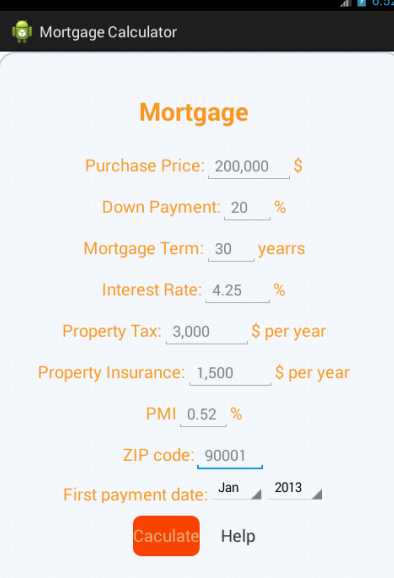 Mortgage Calculator
Mortgage
Purchase Price: 200,000 $
Down Payment: 20 %
Mortgage Term: 30 yearrs
Interest Rate: 4.25 %
Property Tax: 3,000 $ per year
Property Insurance: 1,500 $ per year
PMI 0.52 %
ZIP code: 90001
First payment date: Jan 2013
Caculate Help